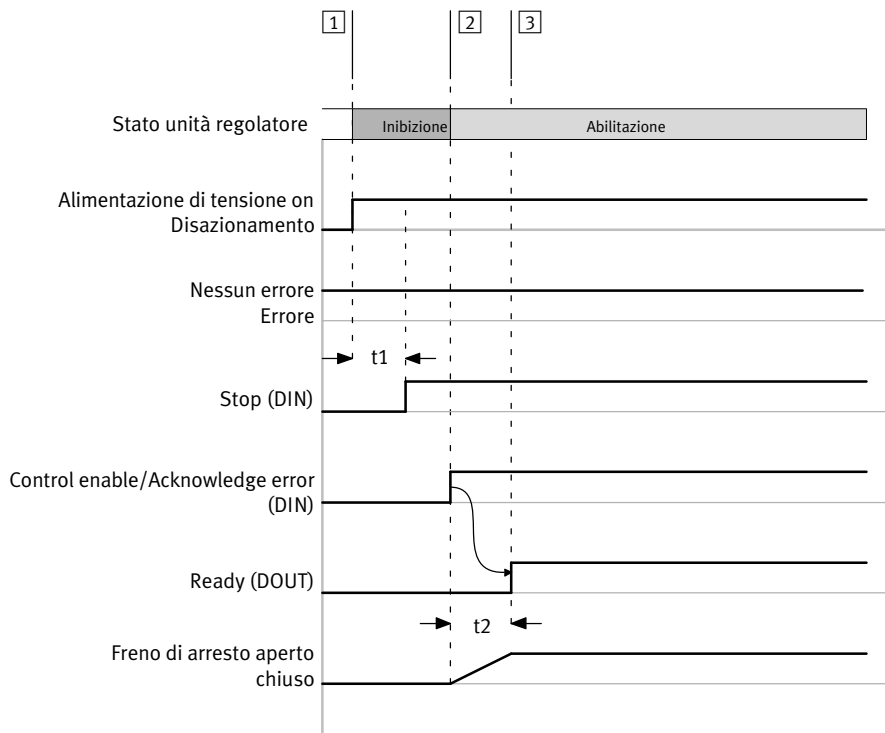 1 2 3
Stato unità regolatore Inibizione Abilitazione
Alimentazione di tensione on
Disazionamento
Nessun errore
Errore
t1
Stop (DIN)
Control enable/Acknowledge error
(DIN)
Ready (DOUT)
t2
Freno di arresto aperto
chiuso